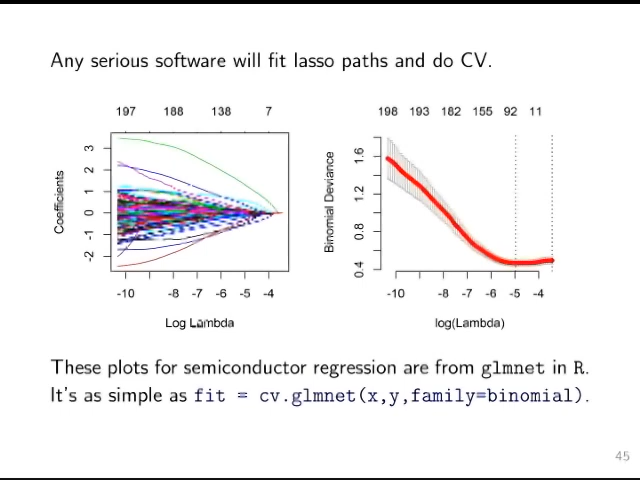 Any serious software will fit lasso paths and do CV.
197 188 138 7
198 193 182 155 92 11
Coefficients
3
2
1
0
-1
-2
Binomial Deviance
1.6
1.2
0.8
0.4
-10 -8 -7 -6 -5 -4
-10 -8 -7 -6 -5 -4
Log Lambda
log(Lambda)
These plots for semiconductor regression are from glmnet in R.
It's as simple as fit = cv.glmnet(x,y,family=binomial).
45